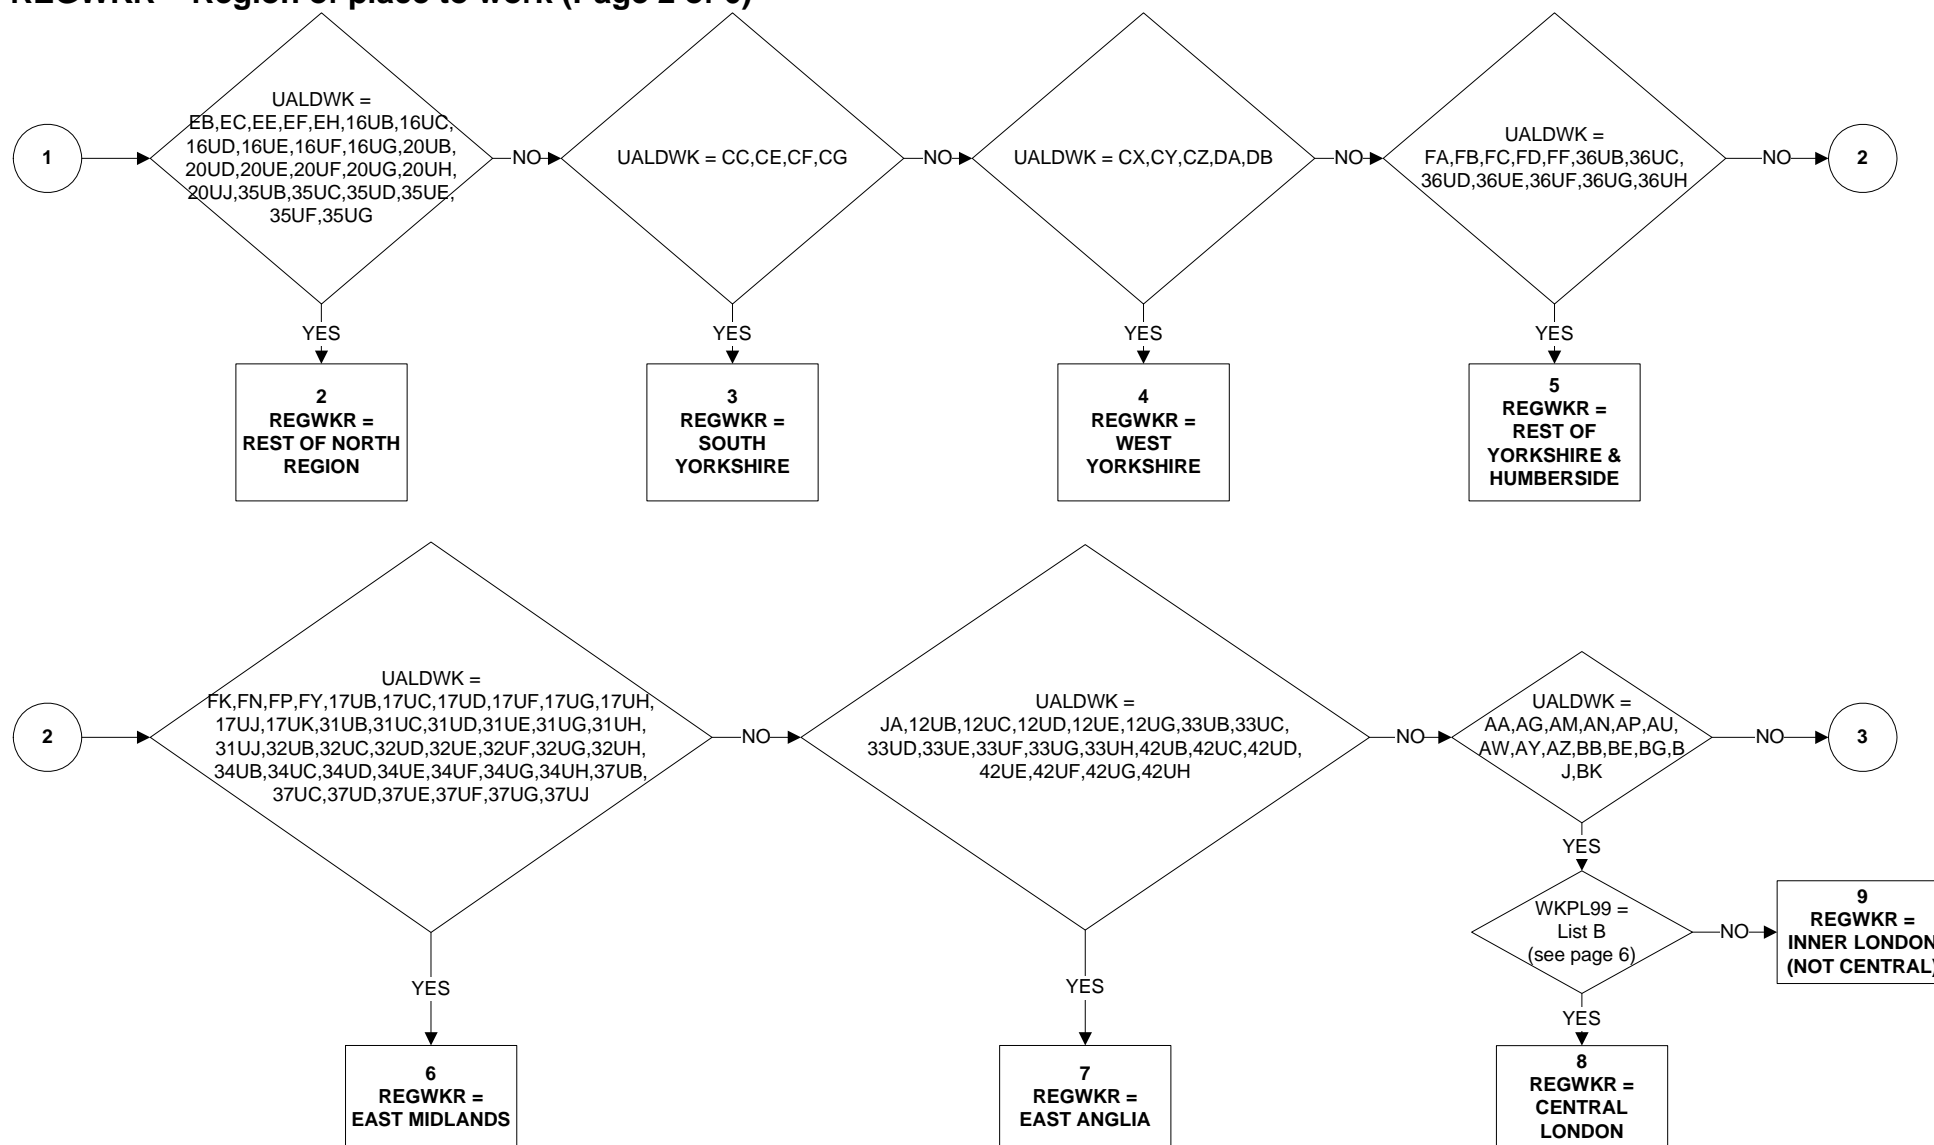 REGWKR – Region of place to work (Page 2 of 6)
1
UALDWK =
EB,EC,EE,EF,EH,16UB,16UC,
16UD,16UE,16UF,16UG,20UB,
20UD,20UE,20UF,20UG,20UH,
20UJ,35UB,35UC,35UD,35UE,
35UF,35UG
NO
UALDWK = CC,CE,CF,CG
NO
UALDWK = CX,CY,CZ,DA,DB
NO
UALDWK =
FA,FB,FC,FD,FF,36UB,36UC,
36UD,36UE,36UF,36UG,36UH
NO
2
YES
YES
YES
YES
2
REGWKR =
REST OF NORTH
REGION
3
REGWKR =
SOUTH
YORKSHIRE
4
REGWKR =
WEST
YORKSHIRE
5
REGWKR =
REST OF
YORKSHIRE &
HUMBERSIDE
2
UALDWK =
FK,FN,FP,FY,17UB,17UC,17UD,17UF,17UG,17UH,
17UJ,17UK,31UB,31UC,31UD,31UE,31UG,31UH,
31UJ,32UB,32UC,32UD,32UE,32UF,32UG,32UH,
34UB,34UC,34UD,34UE,34UF,34UG,34UH,37UB,
37UC,37UD,37UE,37UF,37UG,37UJ
NO
UALDWK =
JA,12UB,12UC,12UD,12UE,12UG,33UB,33UC,
33UD,33UE,33UF,33UG,33UH,42UB,42UC,42UD,
42UE,42UF,42UG,42UH
NO
UALDWK =
AA,AG,AM,AN,AP,AU,
AW,AY,AZ,BB,BE,BG,B
J,BK
NO
3
YES
YES
YES
WKPL99 =
List B
(see page 6)
NO
9
REGWKR =
INNER LONDON
(NOT CENTRAL)
YES
6
REGWKR =
EAST MIDLANDS
7
REGWKR =
EAST ANGLIA
8
REGWKR =
CENTRAL
LONDON